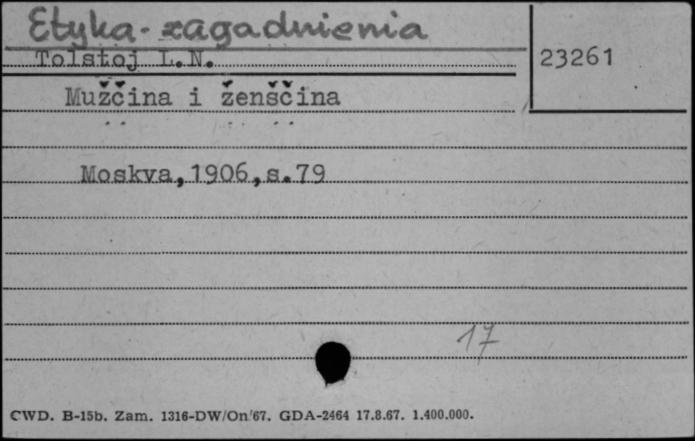 Etyka - zagadnienia
Tolstoj L.N.
23261
Mužčina i ženščina
Moskva,1906,s.79
17
CWD. B-15b. Zam. 1316-DW/On/67. GDA-2464 17.8.67. 1.400.000.